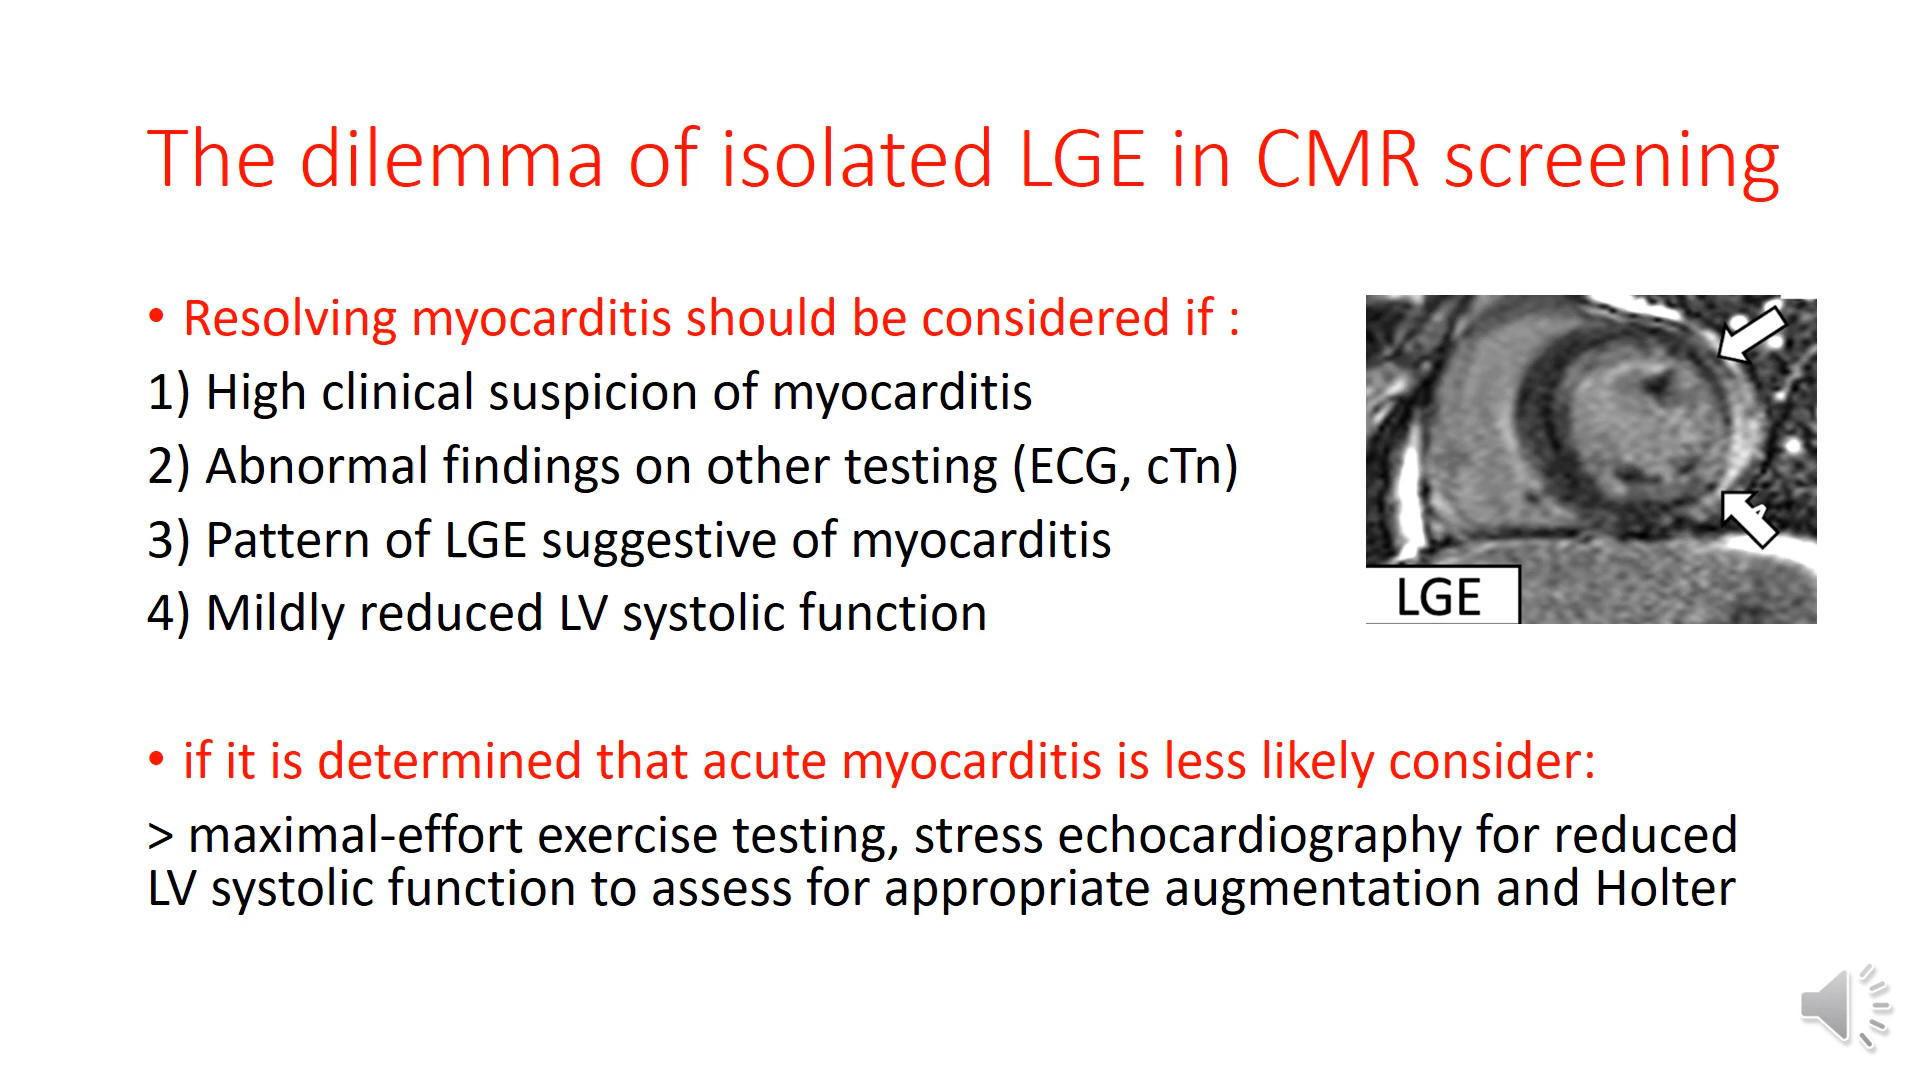 The dilemma of isolated LGE in CMR screening
• Resolving myocarditis should be considered if :
1) High clinical suspicion of myocarditis
2) Abnormal findings on other testing (ECG, cTn)
3) Pattern of LGE suggestive of myocarditis
4) Mildly reduced LV systolic function
LGE
• if it is determined that acute myocarditis is less likely consider:
> maximal-effort exercise testing, stress echocardiography for reduced
LV systolic function to assess for appropriate augmentation and Holter